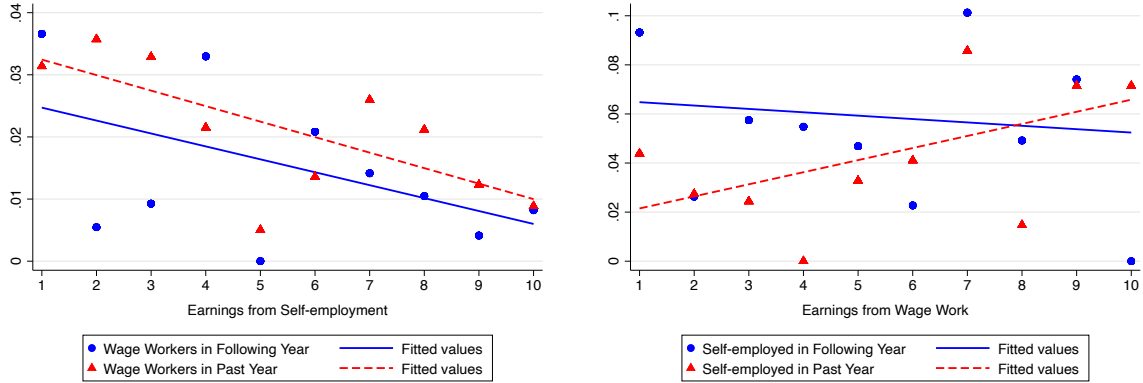 .04
.03
.02
.01
0
1 2 3 4 5 6 7 8 9 10
Earnings from Self-employment
Wage Workers in Following Year Fitted values
Wage Workers in Past Year Fitted values
.1
.08
.06
.04
.02
0
1 2 3 4 5 6 7 8 9 10
Earnings from Wage Work
Self-employed in Following Year Fitted values
Self-employed in Past Year Fitted values